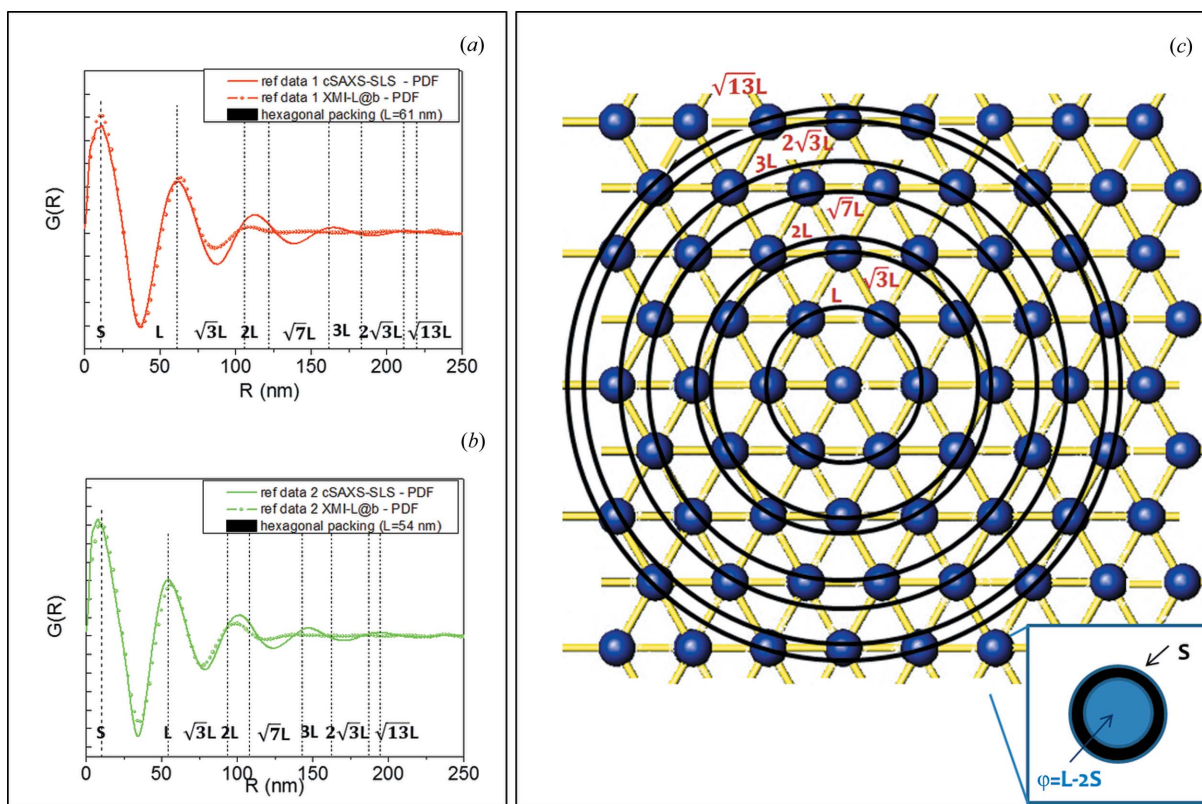 (a)
ref data 1 cSAXS-SLS - PDF
ref data 1 XMI-L@b - PDF
hexagonal packing (L=61 nm)
G(R)
S L √3L 2L √7L 3L 2√3L √13L
0 50 100 150 200 250
R (nm)
(b)
ref data 2 cSAXS-SLS - PDF
ref data 2 XMI-L@b - PDF
hexagonal packing (L=54 nm)
G(R)
S L √3L 2L √7L 3L 2√3L √13L
0 50 100 150 200 250
R (nm)
(c)
√13L
2√3L
3L
√7L
2L
√3L
L
S
φ=L-2S